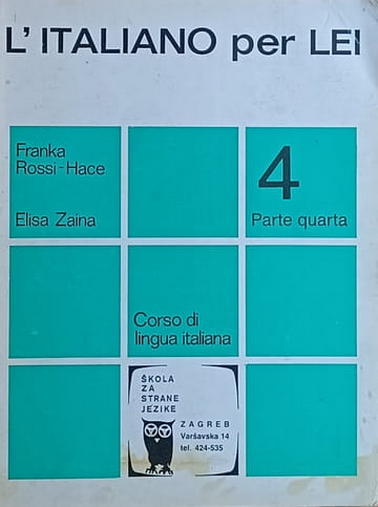 L'ITALIANO per LEI
Franka
Rossi-Hace
Elisa Zaina
4
Parte quarta
Corso di
lingua italiana
ŠKOLA
ZA
STRANE
JEZIKE
ZAGREB
Varšavska 14
tel. 424-535